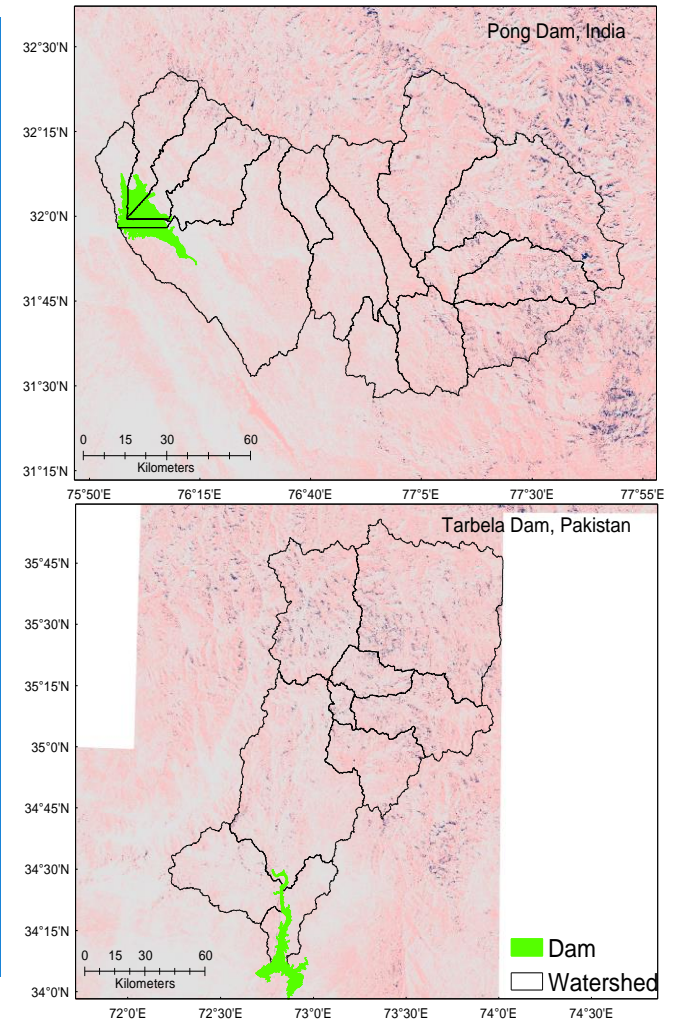 Pong Dam, India
32°30'N
32°15'N
32°0'N
31°45'N
31°30'N
31°15'N
0 15 30 60
Kilometers
75°50'E 76°15'E 76°40'E 77°5'E 77°30'E 77°55'E
Tarbela Dam, Pakistan
35°45'N
35°30'N
35°15'N
35°0'N
34°45'N
34°30'N
34°15'N
34°0'N
0 15 30 60
Kilometers
Dam
Watershed
72°0'E 72°30'E 73°0'E 73°30'E 74°0'E 74°30'E